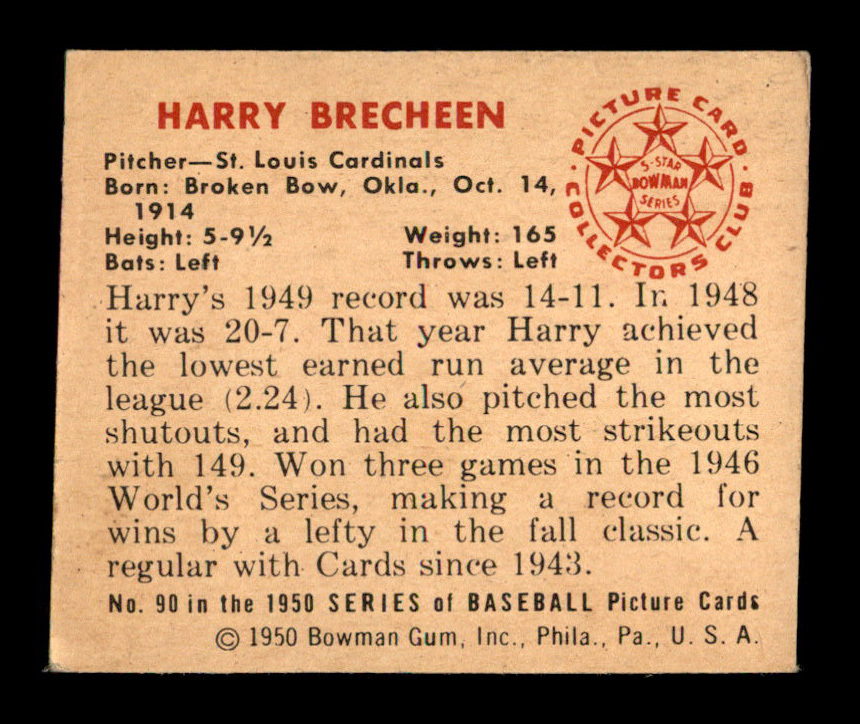 HARRY BRECHEEN
PICTURE CARD
COLLECTORS CLUB
5-STAR
BOWMAN
SERIES
Pitcher—St. Louis Cardinals
Born: Broken Bow, Okla., Oct. 14,
1914
Height: 5-9½ Weight: 165
Bats: Left Throws: Left
Harry's 1949 record was 14-11. In 1948
it was 20-7. That year Harry achieved
the lowest earned run average in the
league (2.24). He also pitched the most
shutouts, and had the most strikeouts
with 149. Won three games in the 1946
World's Series, making a record for
wins by a lefty in the fall classic. A
regular with Cards since 1943.
No. 90 in the 1950 SERIES of BASEBALL Picture Cards
© 1950 Bowman Gum, Inc., Phila., Pa., U. S. A.